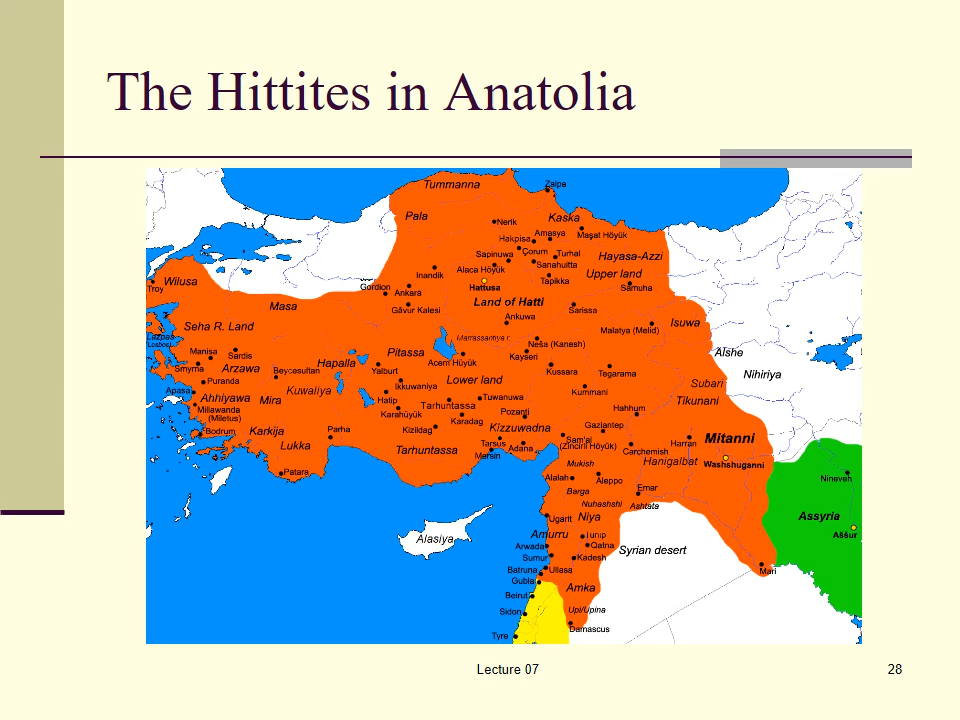 The Hittites in Anatolia
Tummanna
Zalpa
Pala
Nerik
Kaska
Hakpisa
Amasya
Maşat Höyük
Sapinuwa
Çorum
Turhal
Hayasa-Azzi
Alaca Höyük
Sanahuitta
Inandik
Tapikka
Upper land
Wilusa
Troy
Gordion
Ankara
Hattusa
Samuha
Masa
Gâvur Kalesi
Land of Hatti
Sarissa
Ankuwa
Isuwa
Seha R. Land
Malatya (Melid)
Lazpas
(Lesbos)
Marrassantiya r.
Neša (Kanesh)
Alshe
Manisa
Sardis
Pitassa
Kayseri
Smyrna
Arzawa
Beycesultan
Hapalla
Yalburt
Acem Höyük
Kussara
Tegarama
Nihiriya
Puranda
Ikkuwaniya
Lower land
Subari
Apasa
Ahhiyawa
Mira
Kuwaliya
Hatip
Tuwanuwa
Kummani
Tikunani
Millawanda
(Miletus)
Karahüyük
Tarhuntassa
Pozanti
Hahhum
Bodrum
Karkija
Parha
Kizildag
Karadag
Kizzuwadna
Gaziantep
Lukka
Tarhuntassa
Tarsus
Adana
Sam'al
(Zincirli Höyük)
Carchemish
Harran
Mitanni
Mersin
Hanigalbat
Washshuganni
Patara
Mukish
Alalah
Aleppo
Nineveh
Barga
Emar
Nuhashshi
Ashtata
Ugarit
Niya
Assyria
Alasiya
Amurru
Tunip
Aššur
Arwada
Qatna
Syrian desert
Sumur
Kadesh
Batruna
Ullasa
Mari
Gubla
Amka
Beirut
Sidon
Upi/Upina
Damascus
Tyre
Lecture 07
28